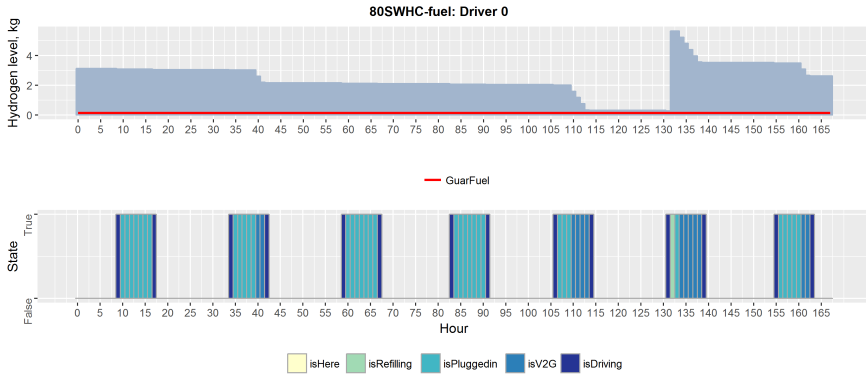 80SWHC-fuel: Driver 0
Hydrogen level, kg
4
2
0
0 5 10 15 20 25 30 35 40 45 50 55 60 65 70 75 80 85 90 95 100 105 110 115 120 125 130 135 140 145 150 155 160 165
GuarFuel
State
True
False
0 5 10 15 20 25 30 35 40 45 50 55 60 65 70 75 80 85 90 95 100 105 110 115 120 125 130 135 140 145 150 155 160 165
Hour
isHere isRefilling isPluggedin isV2G isDriving